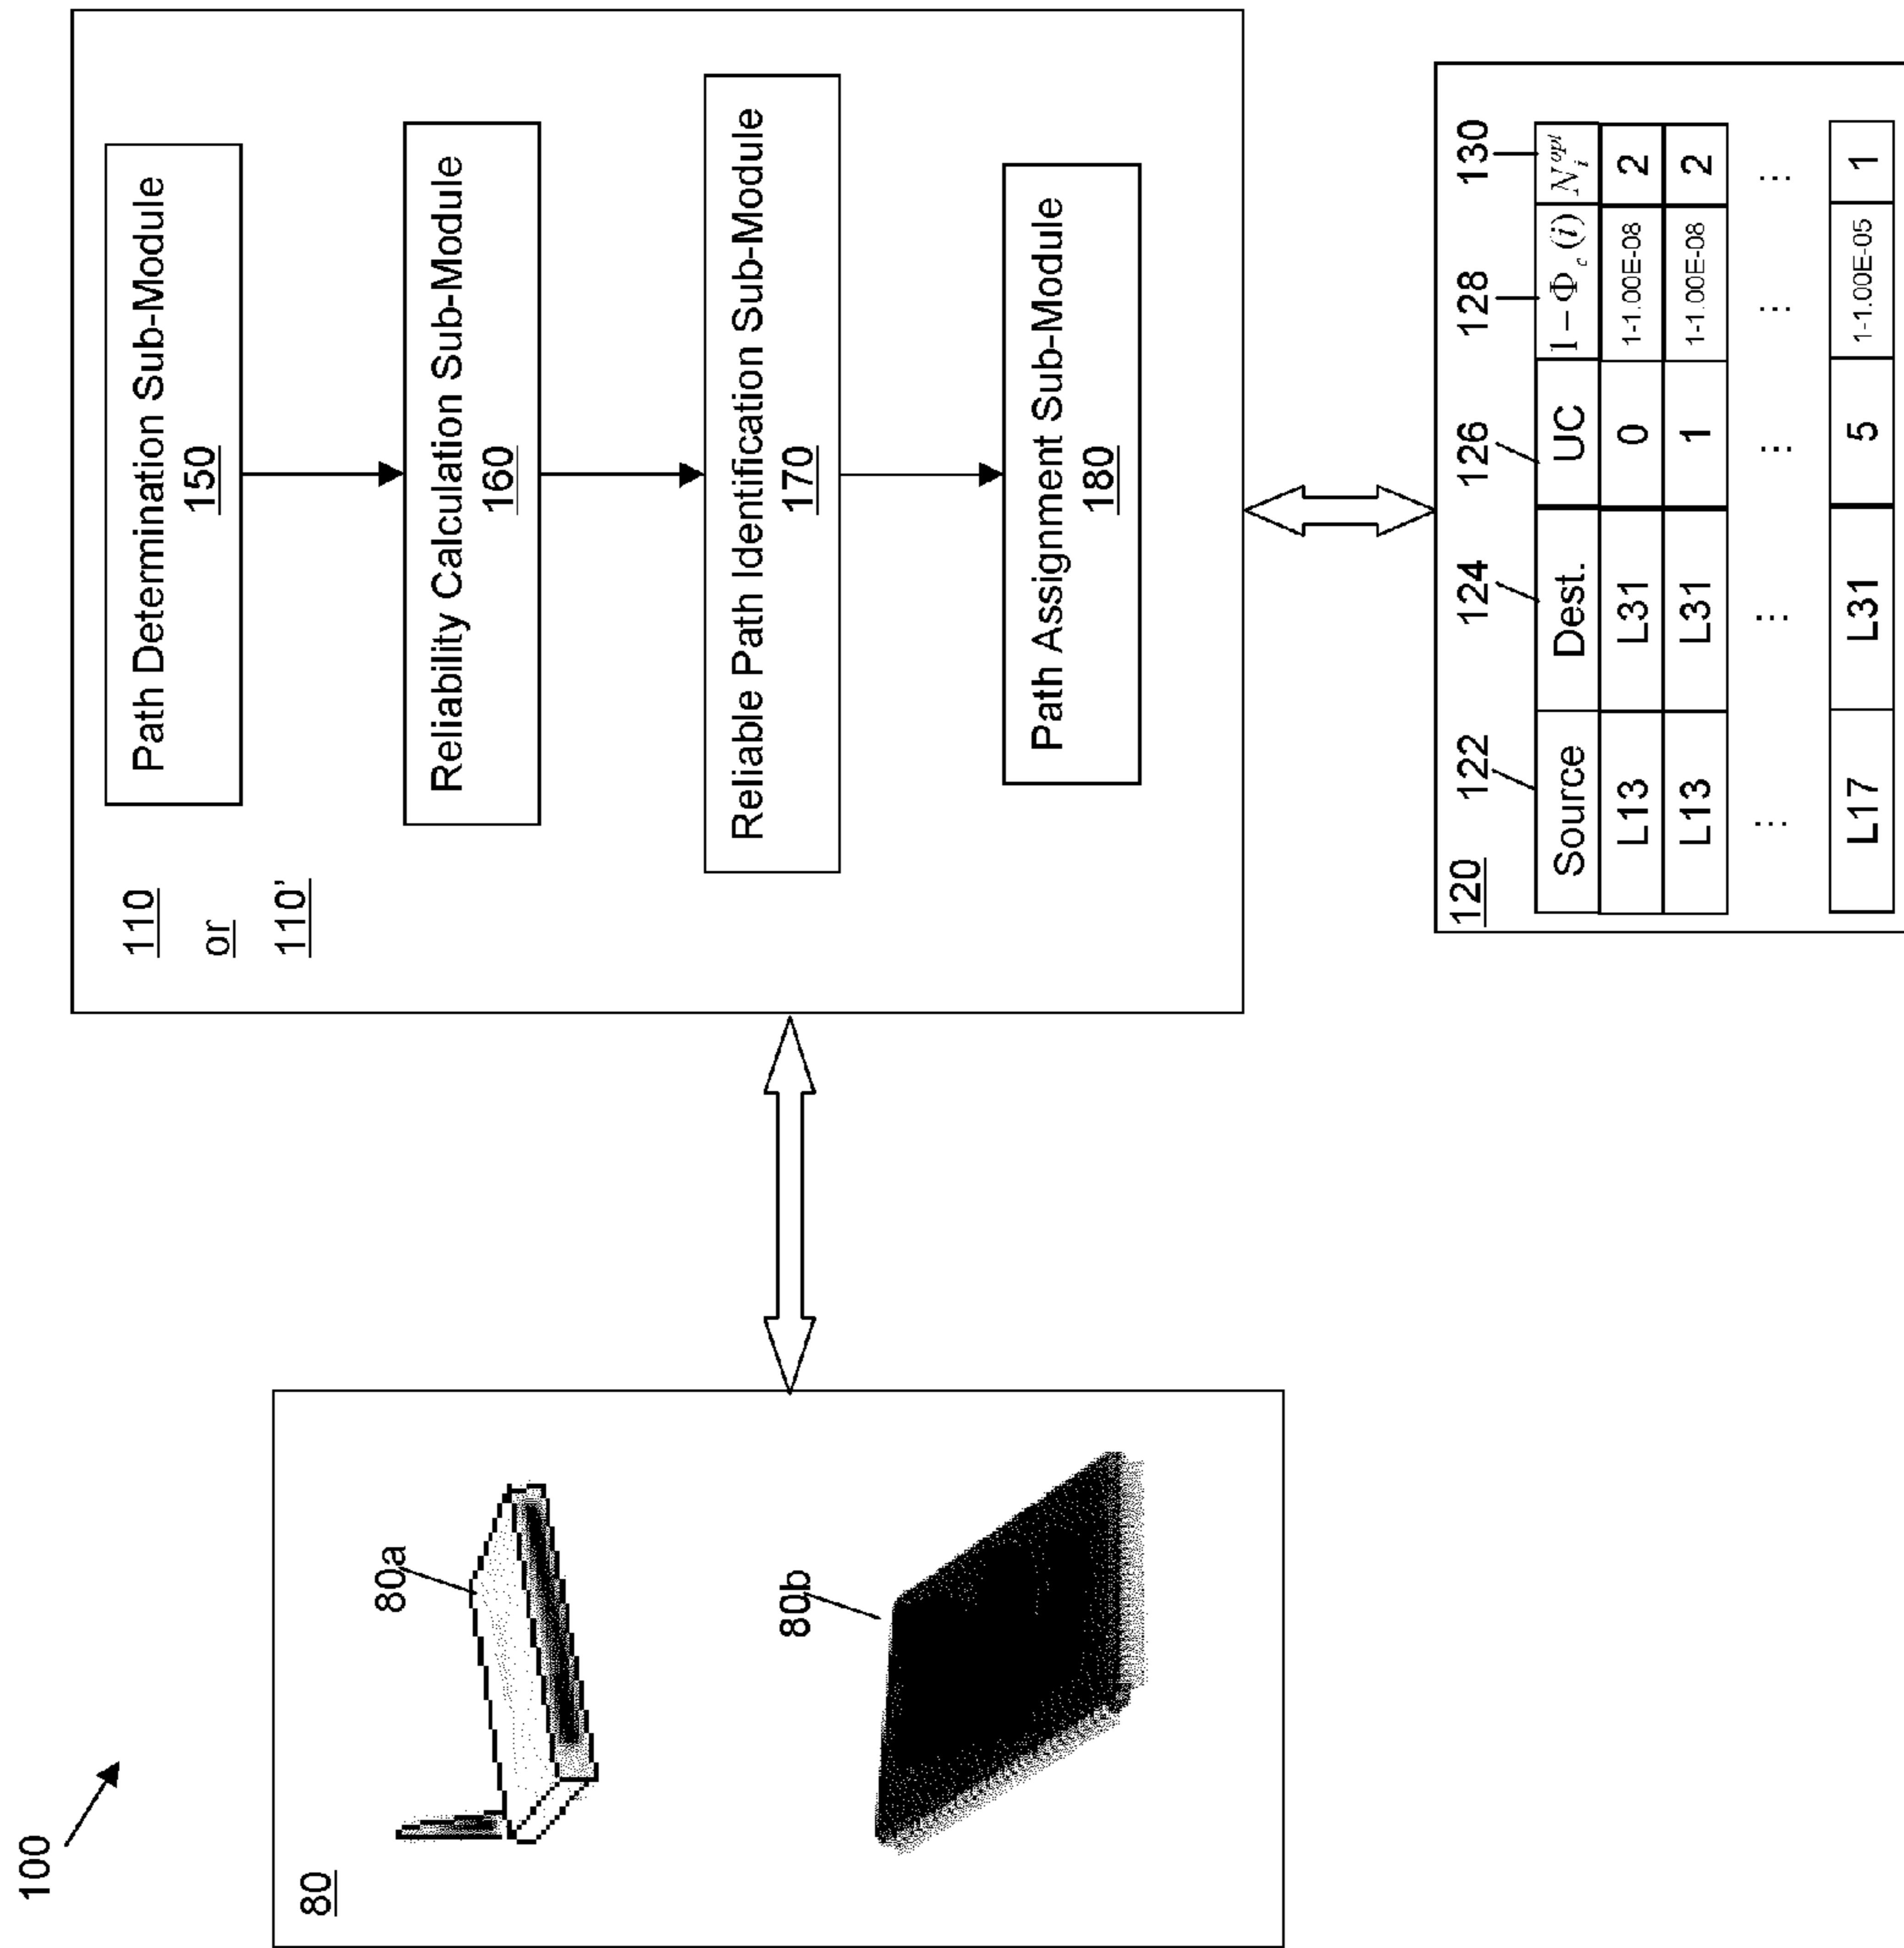 100
80
80a
80b
110
or
110'
Path Determination Sub-Module
150
Reliability Calculation Sub-Module
160
Reliable Path Identification Sub-Module
170
Path Assignment Sub-Module
180
120
122 124 126 128 130
Source Dest. UC 1 − Φ_c (i) N_i^opt
L13 L31 0 1-1.00E-08 2
L13 L31 1 1-1.00E-08 2
... ... ... ... ...
L17 L31 5 1-1.00E-05 1